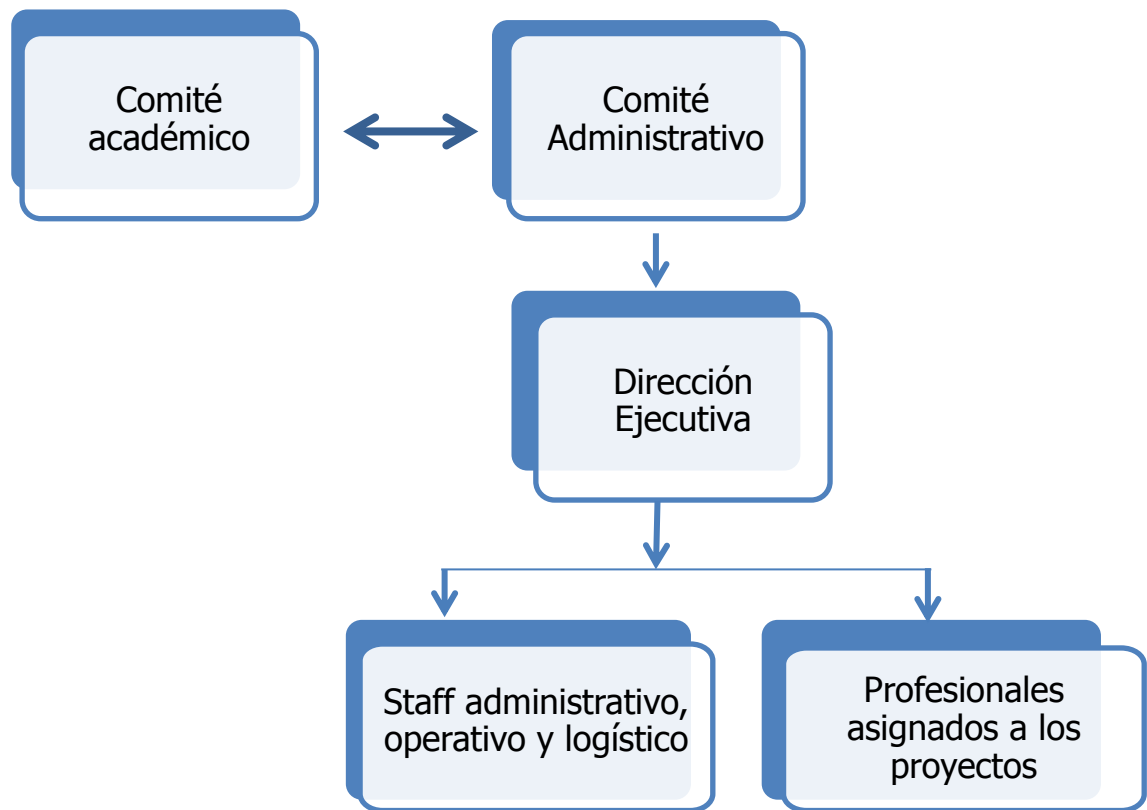 Comité
académico
Comité
Administrativo
Dirección
Ejecutiva
Staff administrativo,
operativo y logístico
Profesionales
asignados a los
proyectos